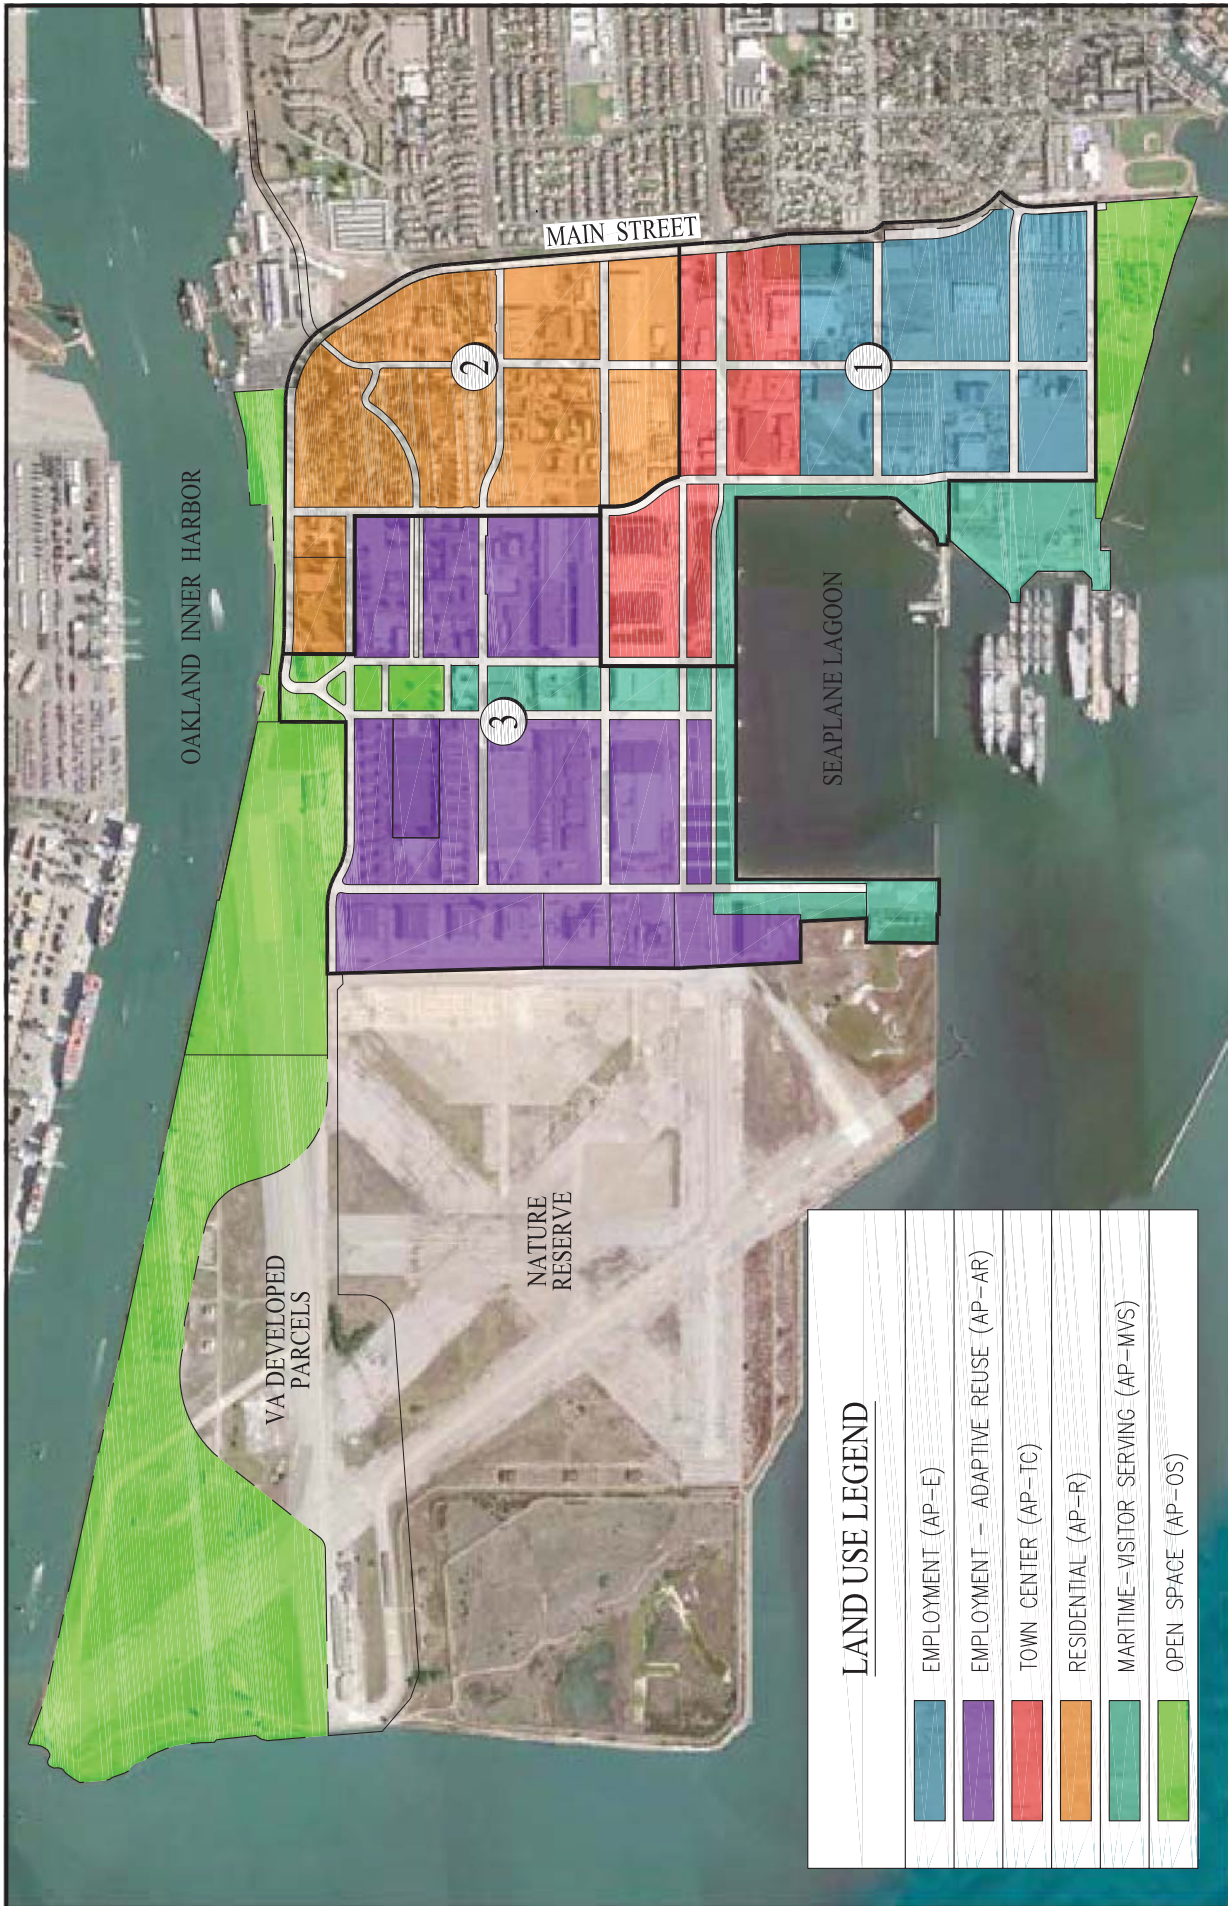 MAIN STREET
OAKLAND INNER HARBOR
2
1
3
SEAPLANE LAGOON
NATURE
RESERVE
VA DEVELOPED
PARCELS
LAND USE LEGEND
EMPLOYMENT (AP-E)
EMPLOYMENT - ADAPTIVE REUSE (AP-AR)
TOWN CENTER (AP-TC)
RESIDENTIAL (AP-R)
MARITIME-VISITOR SERVING (AP-MVS)
OPEN SPACE (AP-OS)